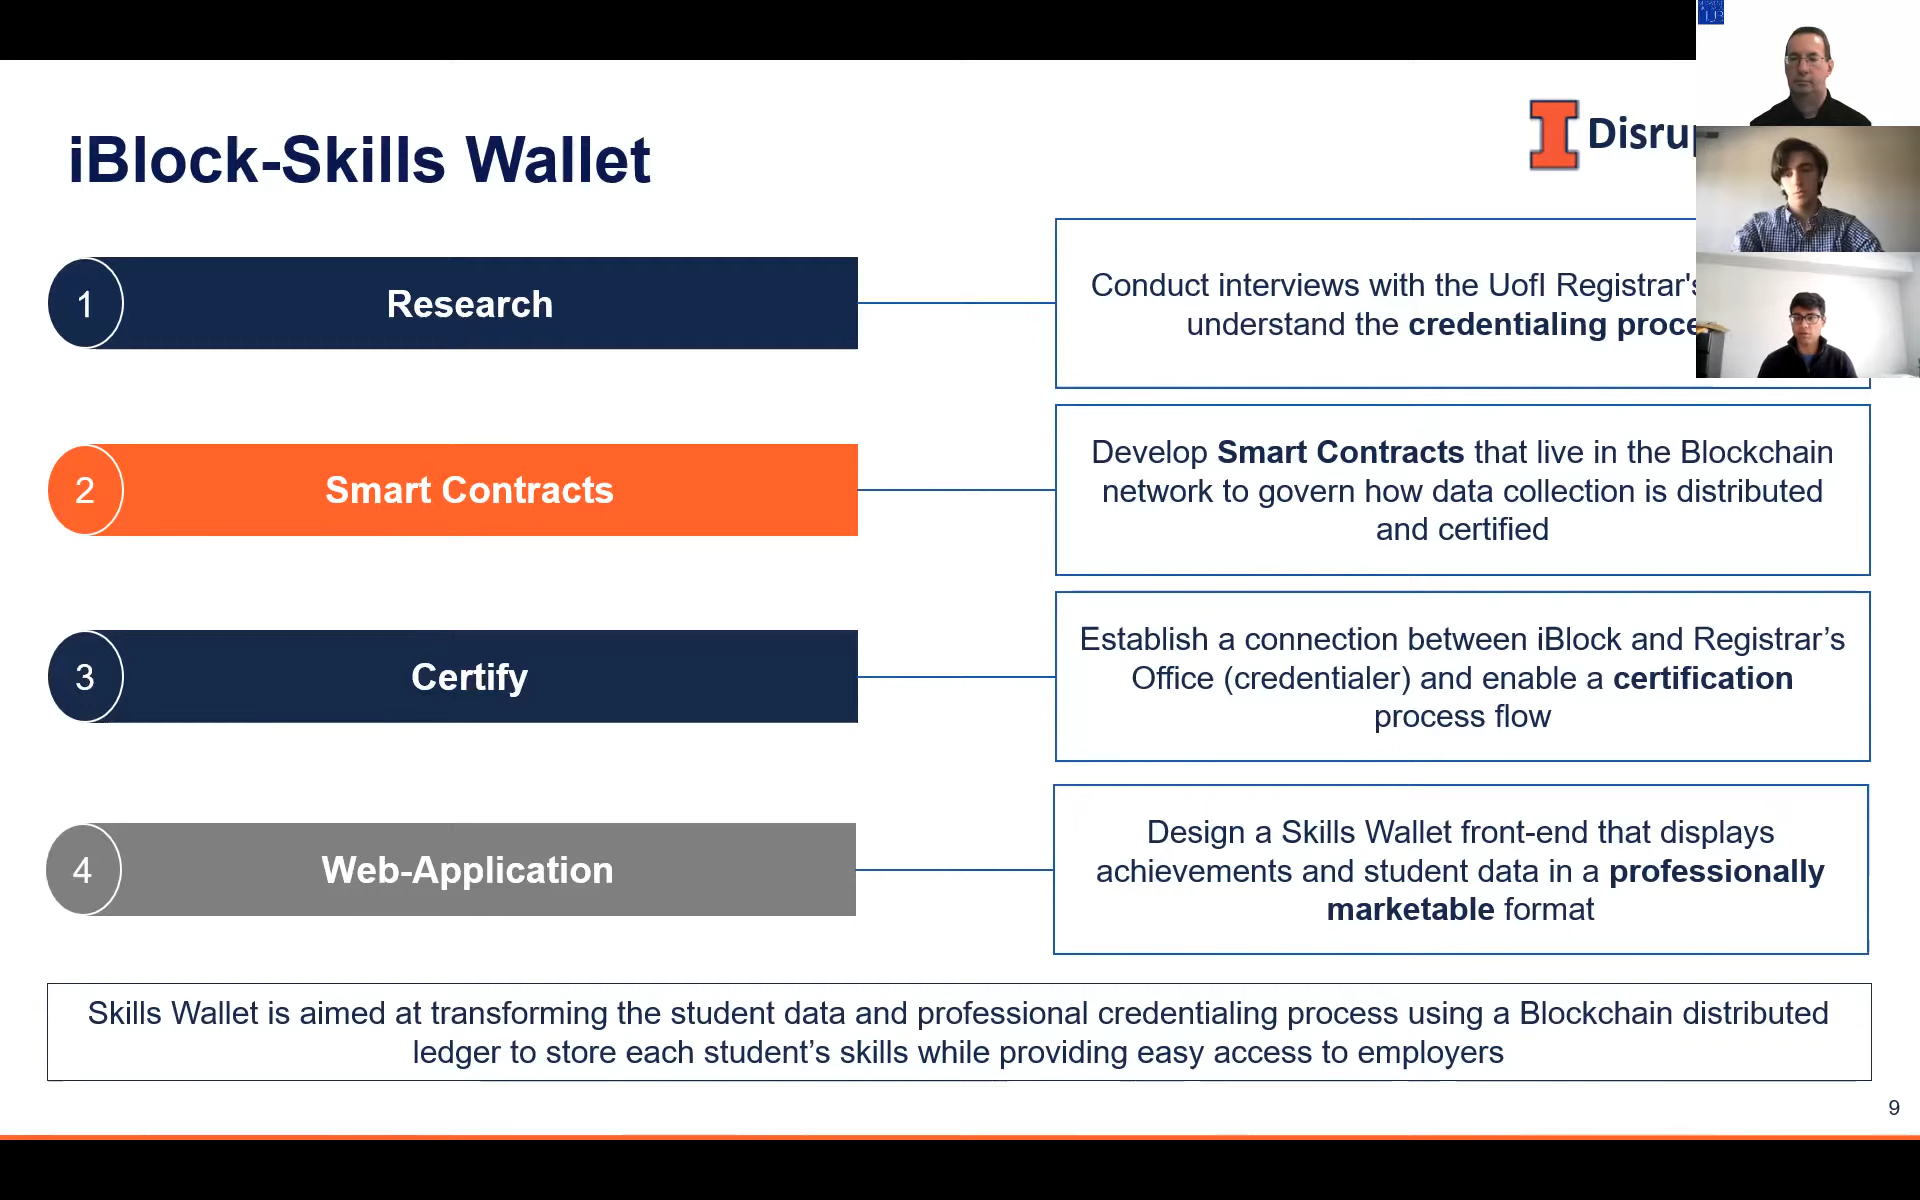 iBlock-Skills Wallet
1
Research
Conduct interviews with the UofI Registrar's
understand the credentialing
2
Smart Contracts
Develop Smart Contracts that live in the Blockchain
network to govern how data collection is distributed
and certified
3
Certify
Establish a connection between iBlock and Registrar’s
Office (credentialer) and enable a certification
process flow
4
Web-Application
Design a Skills Wallet front-end that displays
achievements and student data in a professionally
marketable format
Skills Wallet is aimed at transforming the student data and professional credentialing process using a Blockchain distributed
ledger to store each student’s skills while providing easy access to employers
9